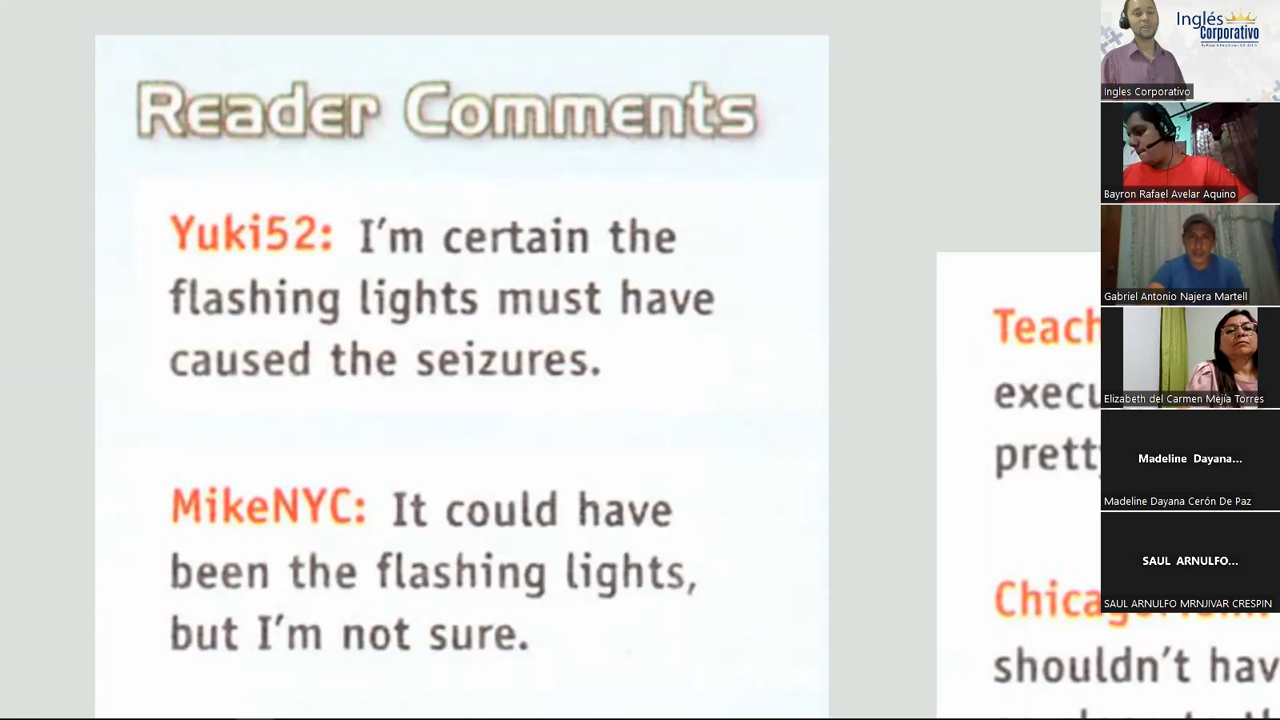 Reader Comments
Yuki52: I'm certain the
flashing lights must have
caused the seizures.
MikeNYC: It could have
been the flashing lights,
but I'm not sure.
Teach
execu
pretty
shouldn't hav
Inglés
Corporativo
Ingles Corporativo
Bayron Rafael Avelar Aquino
Gabriel Antonio Najera Martell
Elizabeth del Carmen Mejía Torres
Madeline Dayana...
Madeline Dayana Cerón De Paz
SAUL ARNULFO...
SAUL ARNULFO MRNJIVAR CRESPIN